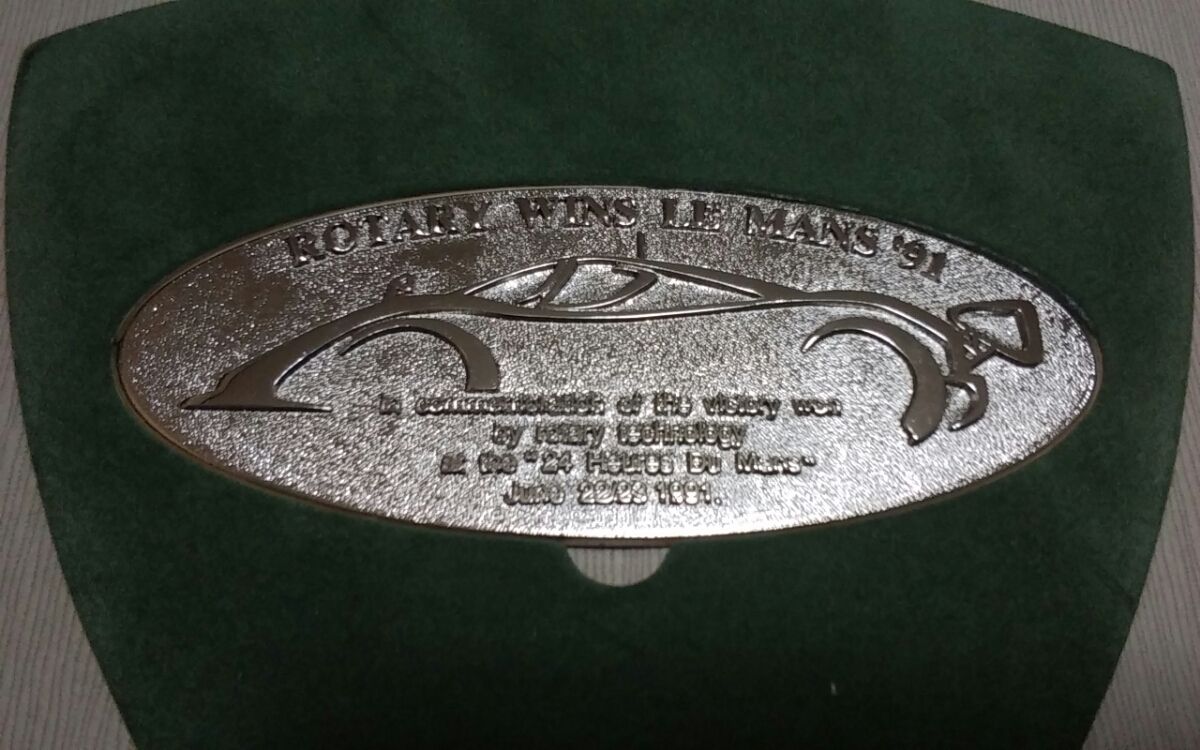 ROTARY WINS LE MANS '91
In commemoration of the victory won
by rotary technology
at the "24 Heures Du Mans"
June 22/23 1991.